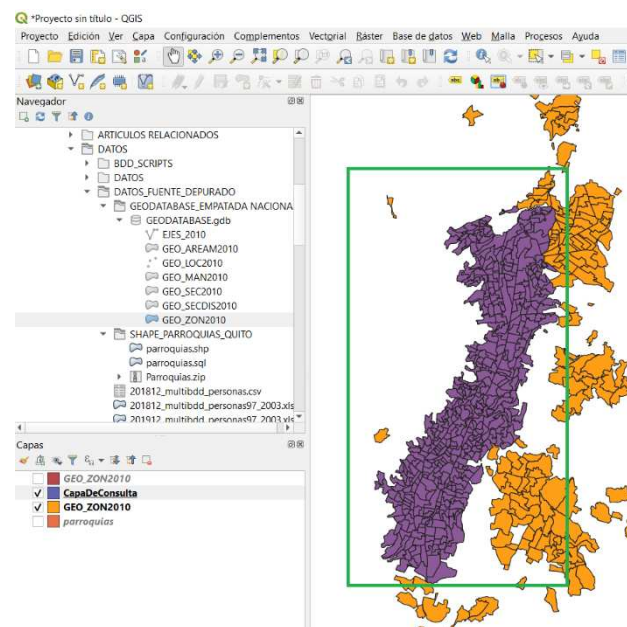 *Proyecto sin título - QGIS
Proyecto Edición Ver Capa Configuración Complementos Vectorial Ráster Base de datos Web Malla Procesos Ayuda
Navegador
ARTICULOS RELACIONADOS
DATOS
BDD_SCRIPTS
DATOS
DATOS_FUENTE_DEPURADO
GEODATABASE_EMPATADA NACIONA
GEODATABASE.gdb
EJES_2010
GEO_AREAM2010
GEO_LOC2010
GEO_MAN2010
GEO_SEC2010
GEO_SECDIS2010
GEO_ZON2010
SHAPE_PARROQUIAS_QUITO
parroquias.shp
parroquias.sql
Parroquias.zip
201812_multibdd_personas.csv
201812_multibdd_personas97_2003.xls
201912_multibdd_personas97_2003.xls
Capas
GEO_ZON2010
CapaDeConsulta
GEO_ZON2010
parroquias